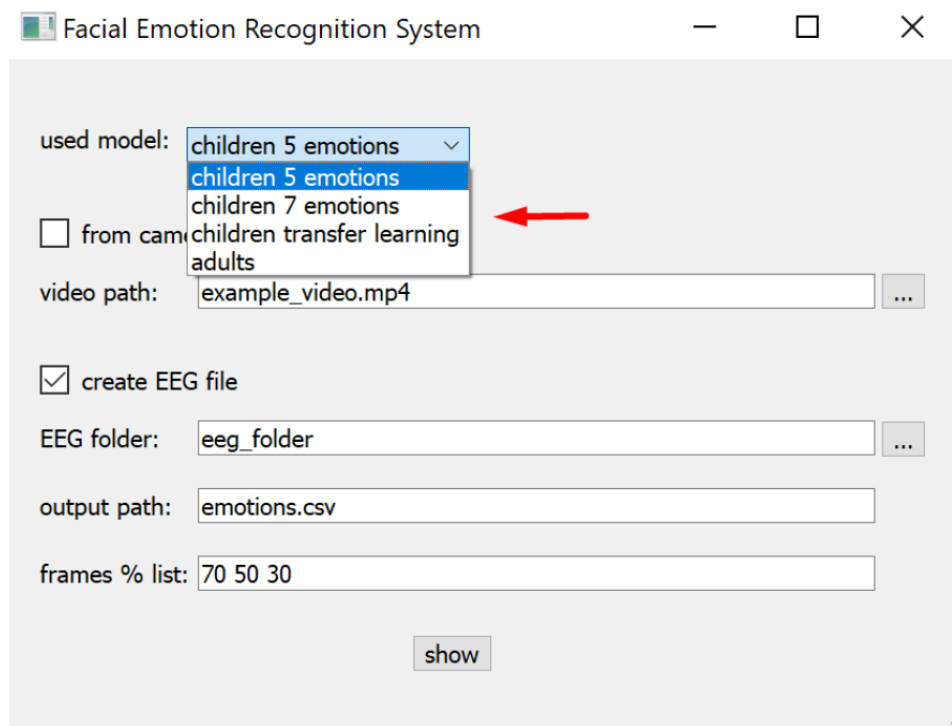 Facial Emotion Recognition System
used model: children 5 emotions
children 5 emotions
children 7 emotions
children transfer learning
adults
from came
video path: example_video.mp4 ...
create EEG file
EEG folder: eeg_folder ...
output path: emotions.csv
frames % list: 70 50 30
show